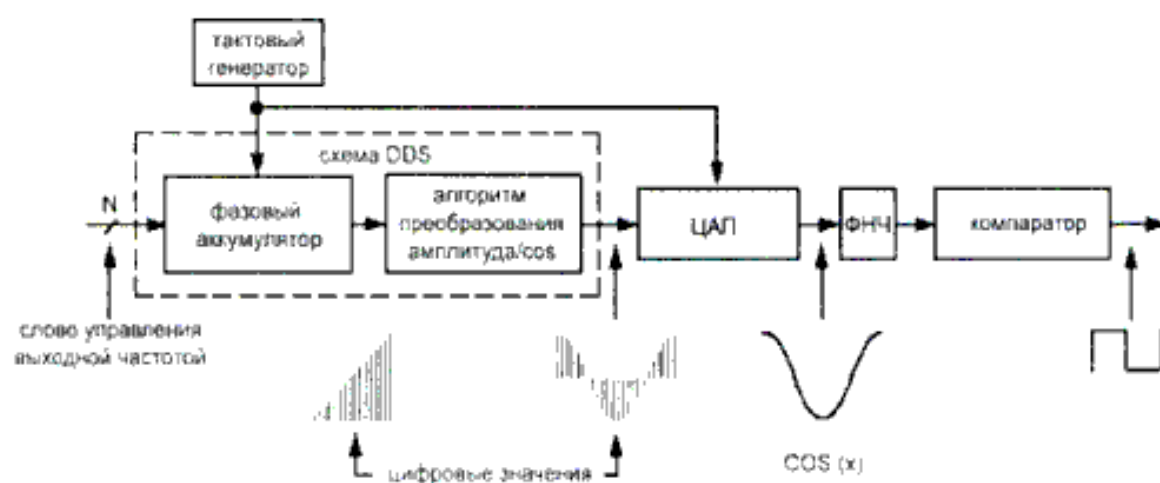 тактовый
генератор
схема DDS
N
фазовый
аккумулятор
алгоритм
преобразования
амплитуда/cos
ЦАП
ФНЧ
компаратор
слово управления
выходной частотой
цифровые значения
COS (x)